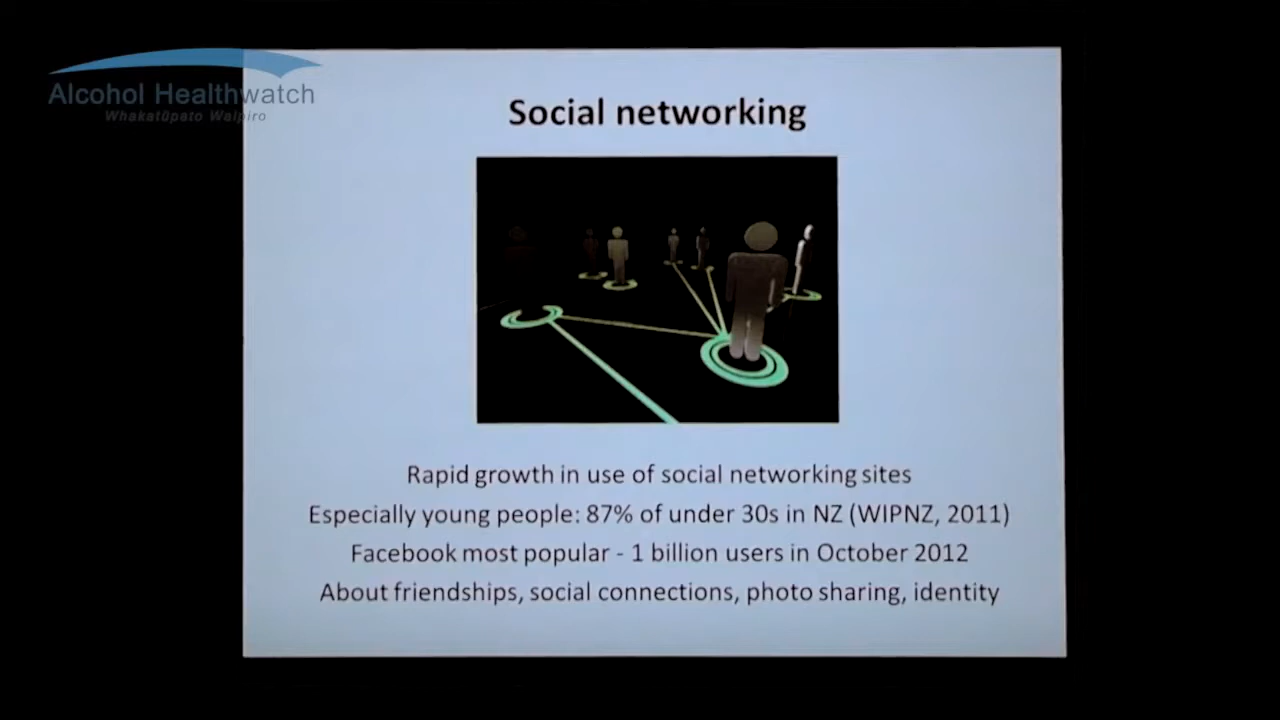 Alcohol Healthwatch
Whakatūpato Waipiro
Social networking
Rapid growth in use of social networking sites
Especially young people: 87% of under 30s in NZ (WIPNZ, 2011)
Facebook most popular - 1 billion users in October 2012
About friendships, social connections, photo sharing, identity